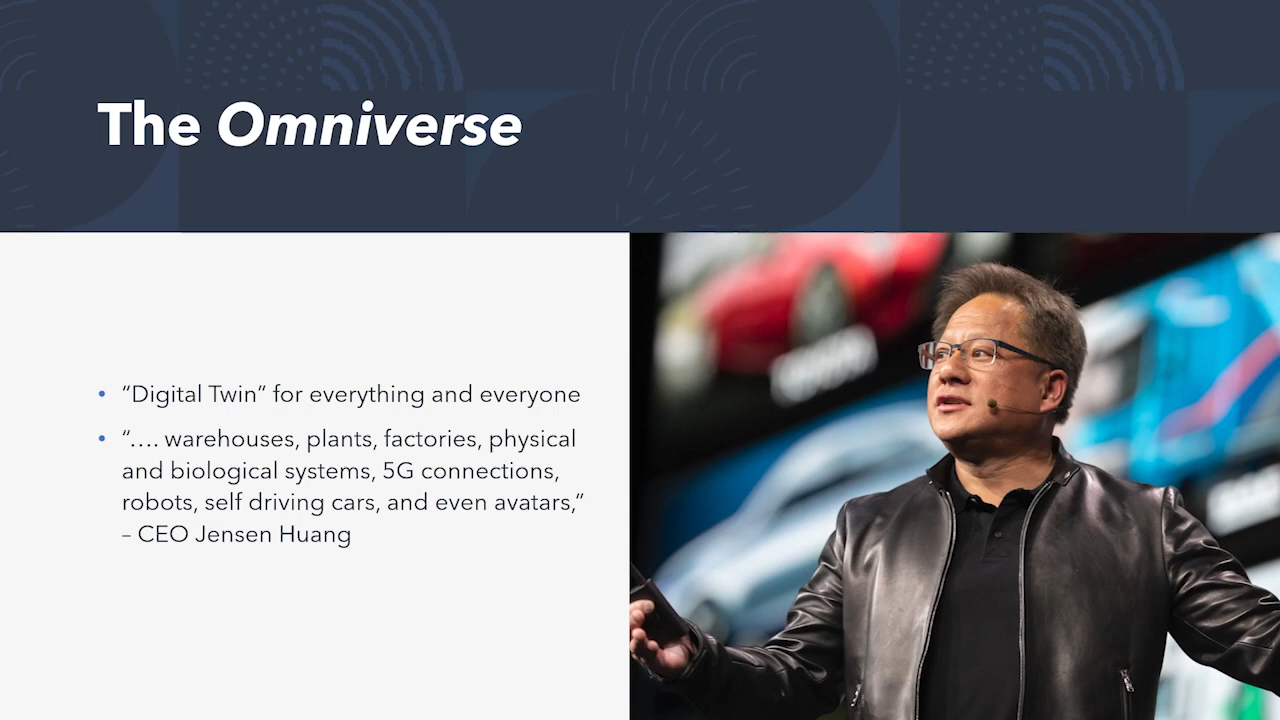 The Omniverse
• “Digital Twin” for everything and everyone
• “…. warehouses, plants, factories, physical
and biological systems, 5G connections,
robots, self driving cars, and even avatars,“
– CEO Jensen Huang
TOYOTA